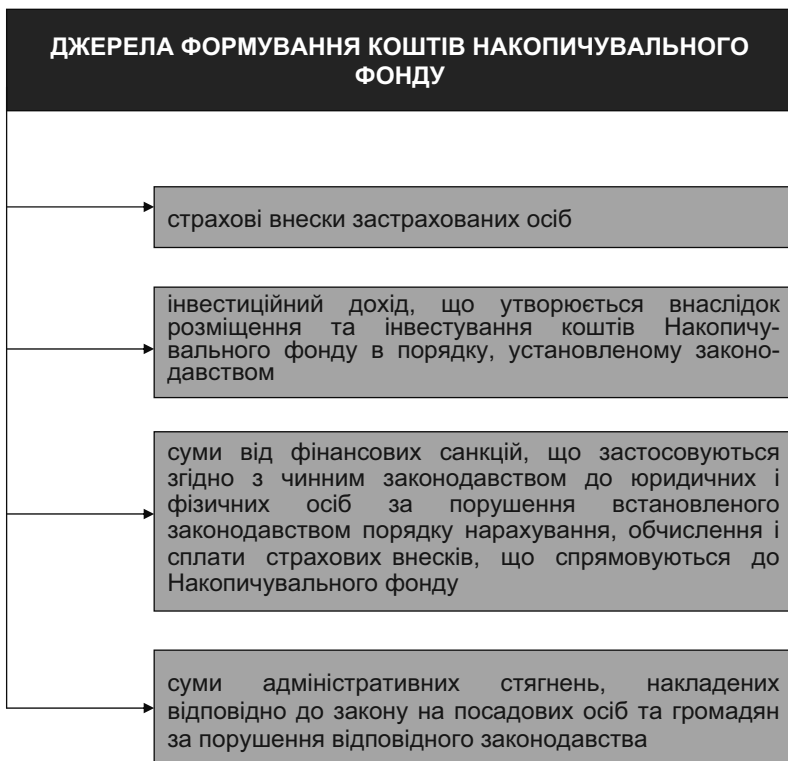 ДЖЕРЕЛА ФОРМУВАННЯ КОШТІВ НАКОПИЧУВАЛЬНОГО
ФОНДУ
страхові внески застрахованих осіб
інвестиційний дохід, що утворюється внаслідок
розміщення та інвестування коштів Накопичу-
вального фонду в порядку, установленому законо-
давством
суми від фінансових санкцій, що застосовуються
згідно з чинним законодавством до юридичних і
фізичних осіб за порушення встановленого
законодавством порядку нарахування, обчислення і
сплати страхових внесків, що спрямовуються до
Накопичувального фонду
суми адміністративних стягнень, накладених
відповідно до закону на посадових осіб та громадян
за порушення відповідного законодавства